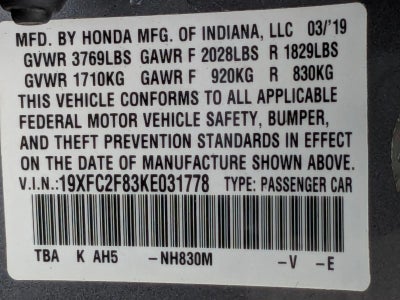 MFD. BY HONDA MFG. OF INDIANA, LLC 03/'19
GVWR 3769LBS GAWR F 2028LBS R 1829LBS
GVWR 1710KG GAWR F 920KG R 830KG
THIS VEHICLE CONFORMS TO ALL APPLICABLE
FEDERAL MOTOR VEHICLE SAFETY, BUMPER,
AND THEFT PREVENTION STANDARDS IN EFFECT
ON THE DATE OF MANUFACTURE SHOWN ABOVE.
V.I.N.:19XFC2F83KE031778 TYPE: PASSENGER CAR
TBA K AH5 -NH830M -V -E